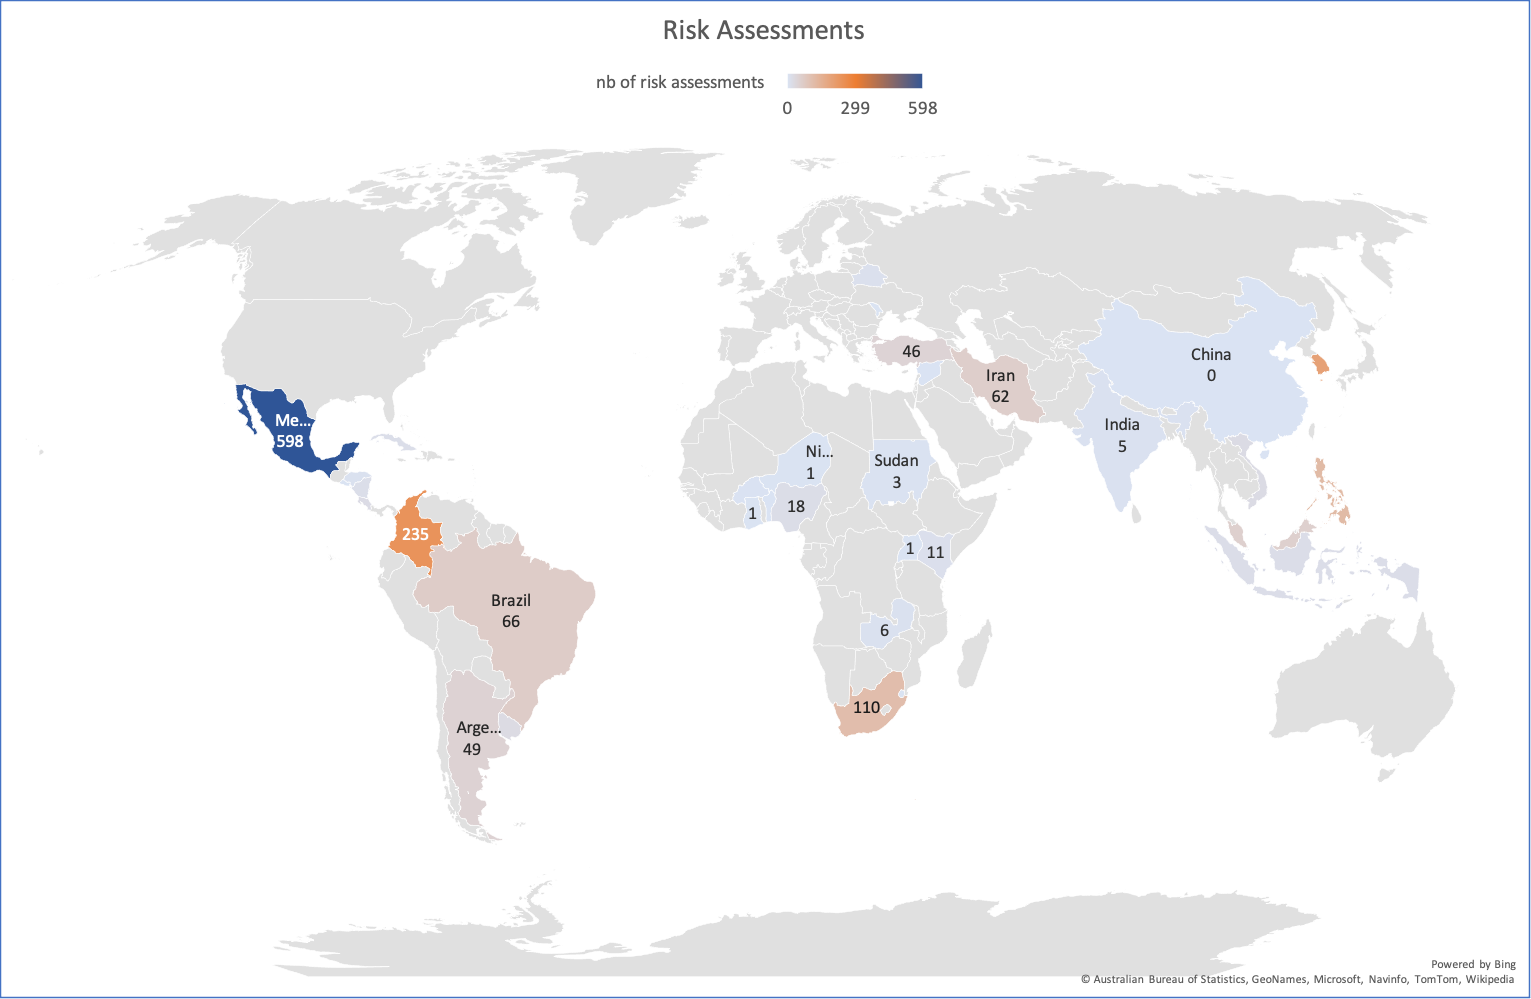 Risk Assessments
nb of risk assessments
0 299 598
46
China
0
Iran
62
Me...
598
India
5
Ni...
1
Sudan
3
18
1
235
1
11
Brazil
66
6
110
Arge...
49
Powered by Bing
© Australian Bureau of Statistics, GeoNames, Microsoft, Navinfo, TomTom, Wikipedia